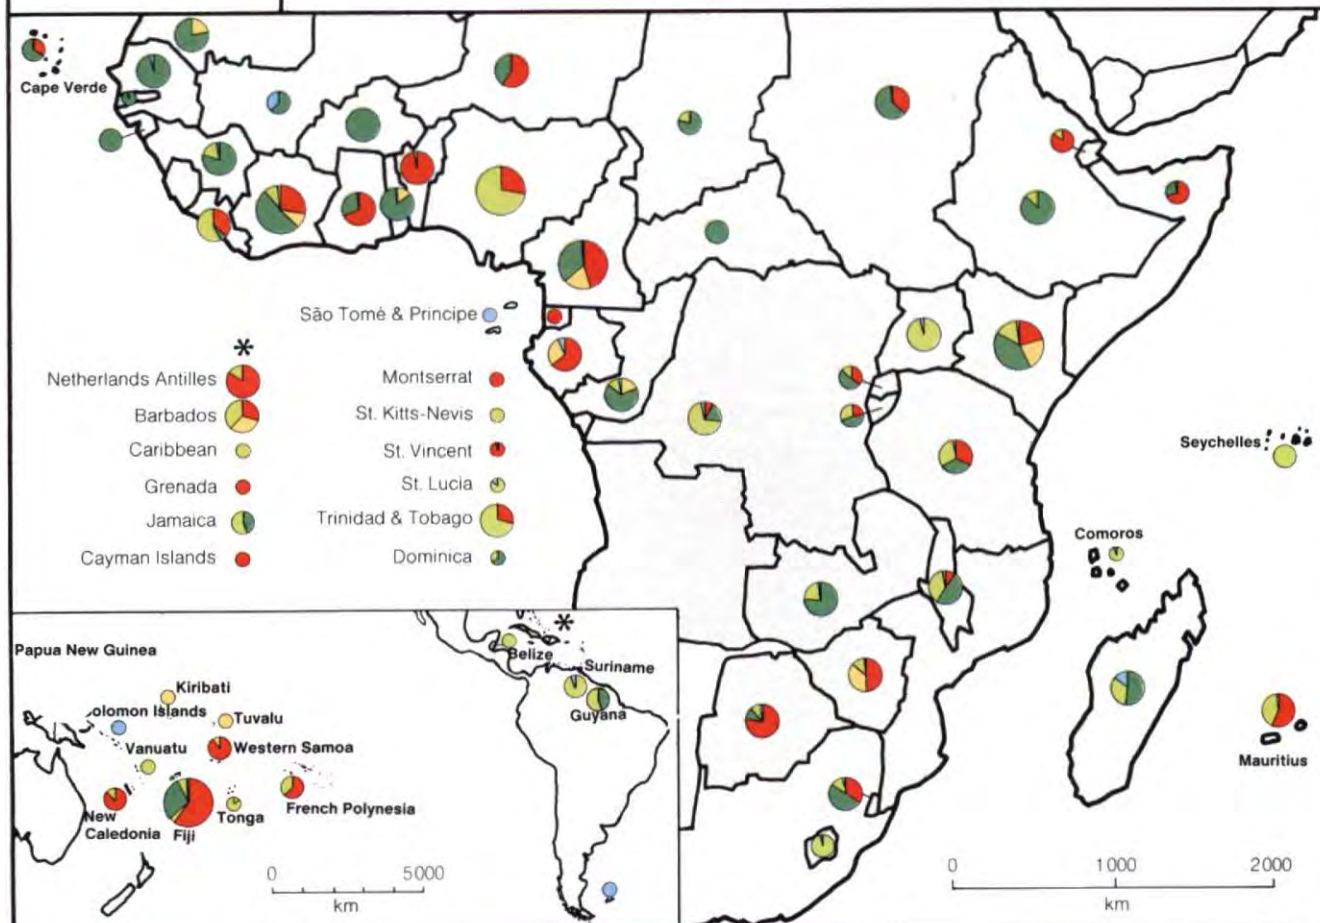 Cape Verde
São Tomé & Principe
*
Netherlands Antilles
Barbados
Caribbean
Grenada
Jamaica
Cayman Islands
Montserrat
St. Kitts-Nevis
St. Vincent
St. Lucia
Trinidad & Tobago
Dominica
Seychelles
Comoros
Mauritius
0 1000 2000
km
Papua New Guinea
*
Belize
Suriname
Guyana
Kiribati
olomon Islands
Tuvalu
Vanuatu
Western Samoa
New
Caledonia
Fiji
Tonga
French Polynesia
0 5000
km